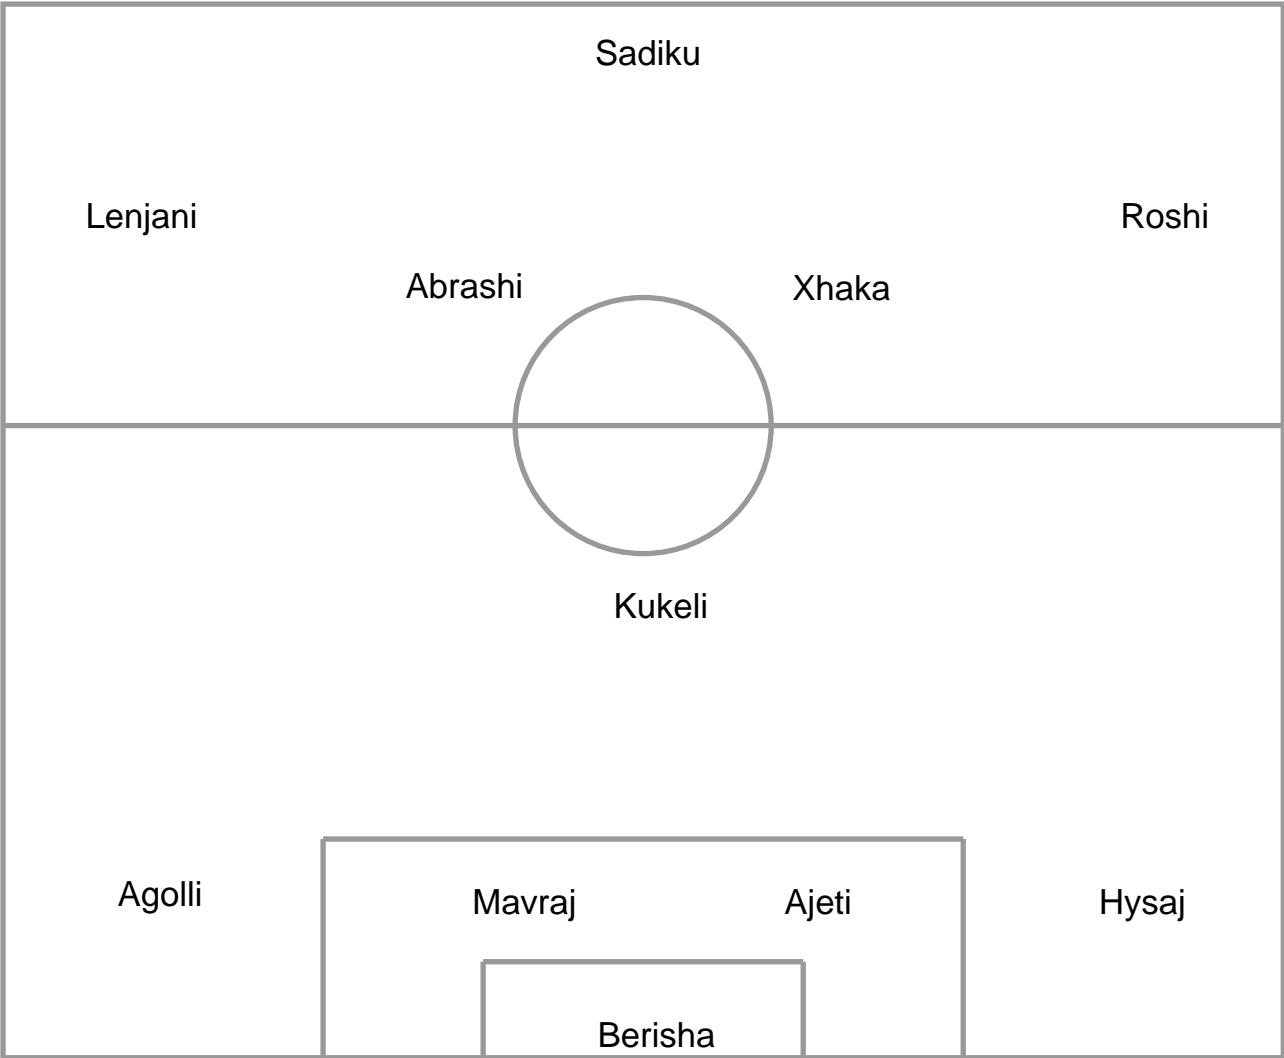 Sadiku
Lenjani
Roshi
Abrashi
Xhaka
Kukeli
Agolli
Mavraj
Ajeti
Hysaj
Berisha